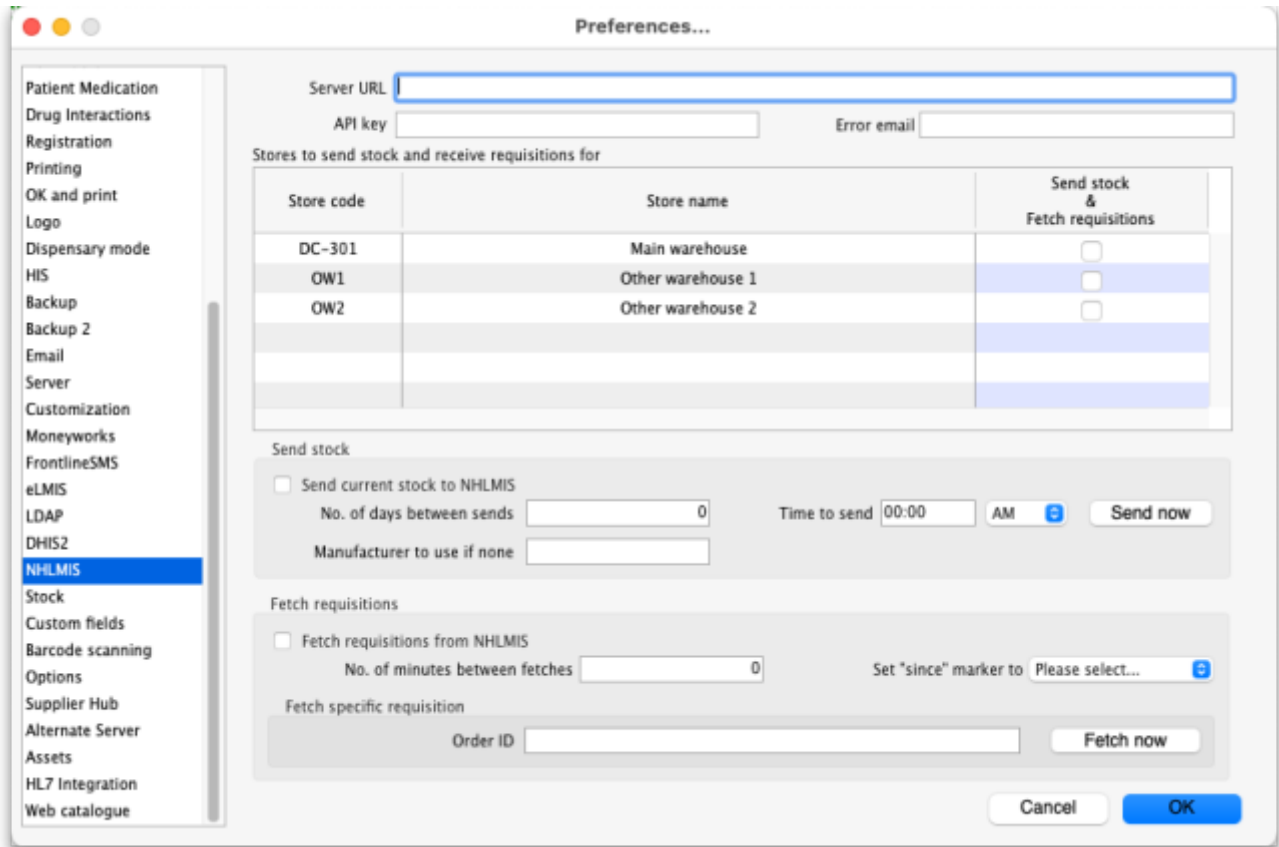 Preferences...
Patient Medication
Drug Interactions
Registration
Printing
OK and print
Logo
Dispensary mode
HIS
Backup
Backup 2
Email
Server
Customization
Moneyworks
FrontlineSMS
eLMIS
LDAP
DHIS2
NHLMIS
Stock
Custom fields
Barcode scanning
Options
Supplier Hub
Alternate Server
Assets
HL7 Integration
Web catalogue
Server URL
API key Error email
Stores to send stock and receive requisitions for
Store code Store name Send stock
&
Fetch requisitions
DC-301 Main warehouse
OW1 Other warehouse 1
OW2 Other warehouse 2
Send stock
Send current stock to NHLMIS
No. of days between sends 0 Time to send 00:00 AM Send now
Manufacturer to use if none
Fetch requisitions
Fetch requisitions from NHLMIS
No. of minutes between fetches 0 Set "since" marker to Please select...
Fetch specific requisition
Order ID Fetch now
Cancel OK